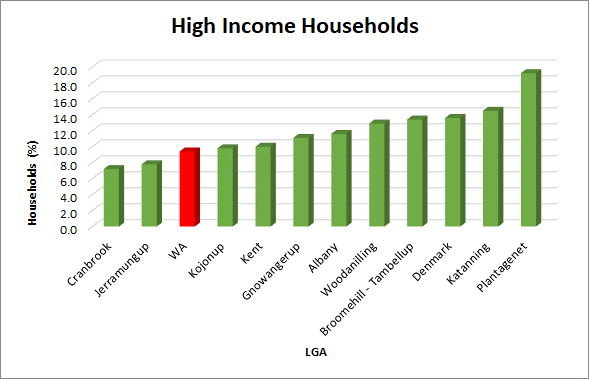 High Income Households
20.0
18.0
16.0
14.0
12.0
10.0
8.0
6.0
4.0
2.0
0.0
Households (%)
Cranbrook
Jerramungup
WA
Kojonup
Kent
Gnowangerup
Albany
Woodanilling
Broomehill - Tambellup
Denmark
Katanning
Plantagenet
LGA